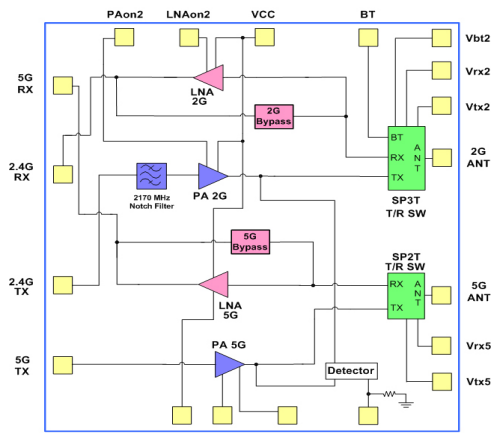 PAon2 LNAon2 VCC BT
Vbt2
5G
RX
LNA
2G
Vrx2
2G
Bypass
Vtx2
BT
A
N
T
RX
TX
2G
ANT
2.4G
RX
2170 MHz
Notch Filter
PA 2G
SP3T
T/R SW
5G
Bypass
SP2T
T/R SW
2.4G
TX
LNA
5G
RX
A
N
T
TX
5G
ANT
PA 5G
Vrx5
5G
TX
Detector
Vtx5